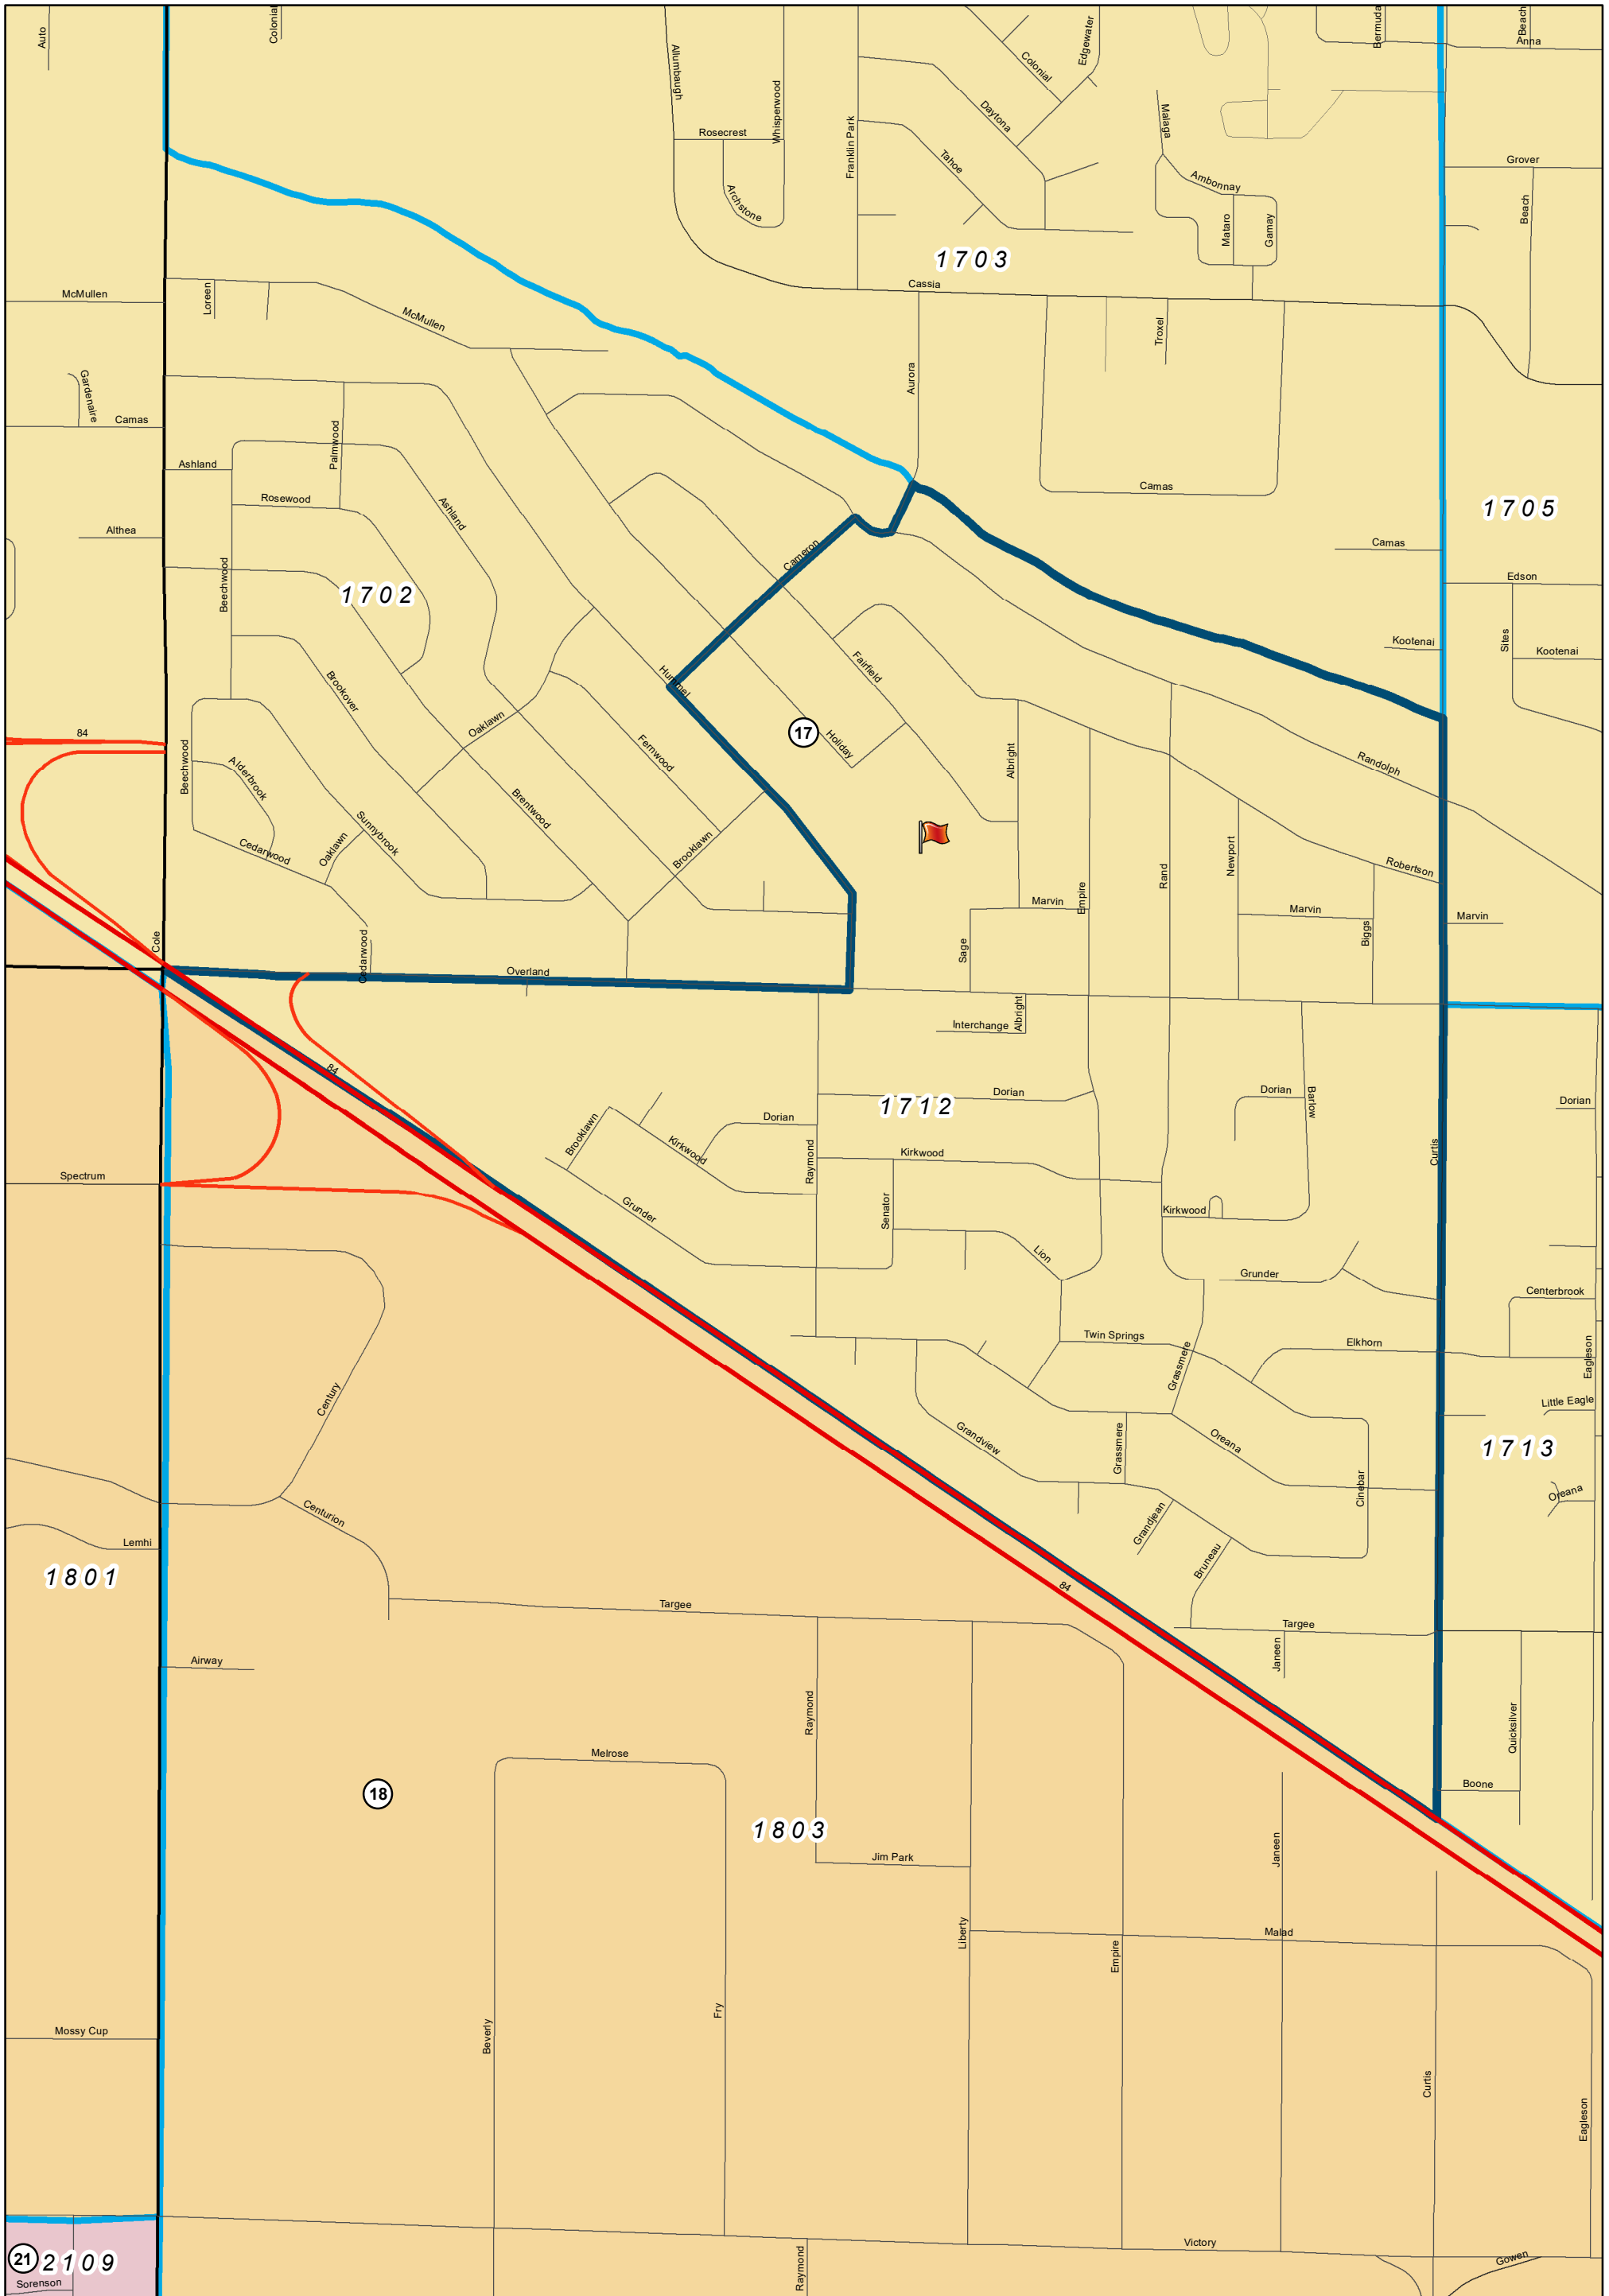 Auto
Colonial
Allumbaugh
Whisperwood
Rosecrest
Archstone
Franklin Park
Colonial
Edgewater
Daytona
Tahoe
Malaga
Ambonnay
Mataro
Gamay
Bermuda
Beach
Anna
Grover
Beach
1703
Cassia
McMullen
Loreen
McMullen
Aurora
Troxel
Gardenaire
Camas
Palmwood
Ashland
Rosewood
Ashland
Camas
1705
Althea
Camas
Cameron
Edson
Beechwood
1702
Kootenai
Sites
Kootenai
Fairfield
Hummel
Brookover
Oaklawn
17
Holiday
84
Beechwood
Alderbrook
Fernwood
Albright
Randolph
Brentwood
Sunnybrook
Cedarwood
Oaklawn
Brooklawn
Newport
Rand
Robertson
Empire
Marvin
Marvin
Marvin
Biggs
Sage
Cole
Cedarwood
Overland
Interchange
Albright
84
Dorian
Dorian
Barlow
Dorian
1712
Dorian
Brooklawn
Kirkwood
Raymond
Kirkwood
Curtis
Spectrum
Grunder
Senator
Kirkwood
Lion
Grunder
Centerbrook
Twin Springs
Elkhorn
Eagleson
Grassmere
Century
Little Eagle
Grandview
Grassmere
Oreana
1713
Cinebar
Oreana
Centurion
Grandjean
Lemhi
Bruneau
1801
84
Targee
Targee
Janeen
Airway
Raymond
Quicksilver
Melrose
Boone
18
1803
Jim Park
Janeen
Liberty
Empire
Malad
Mossy Cup
Beverly
Fry
Curtis
Eagleson
Victory
21
2109
Raymond
Gowen
Sorenson